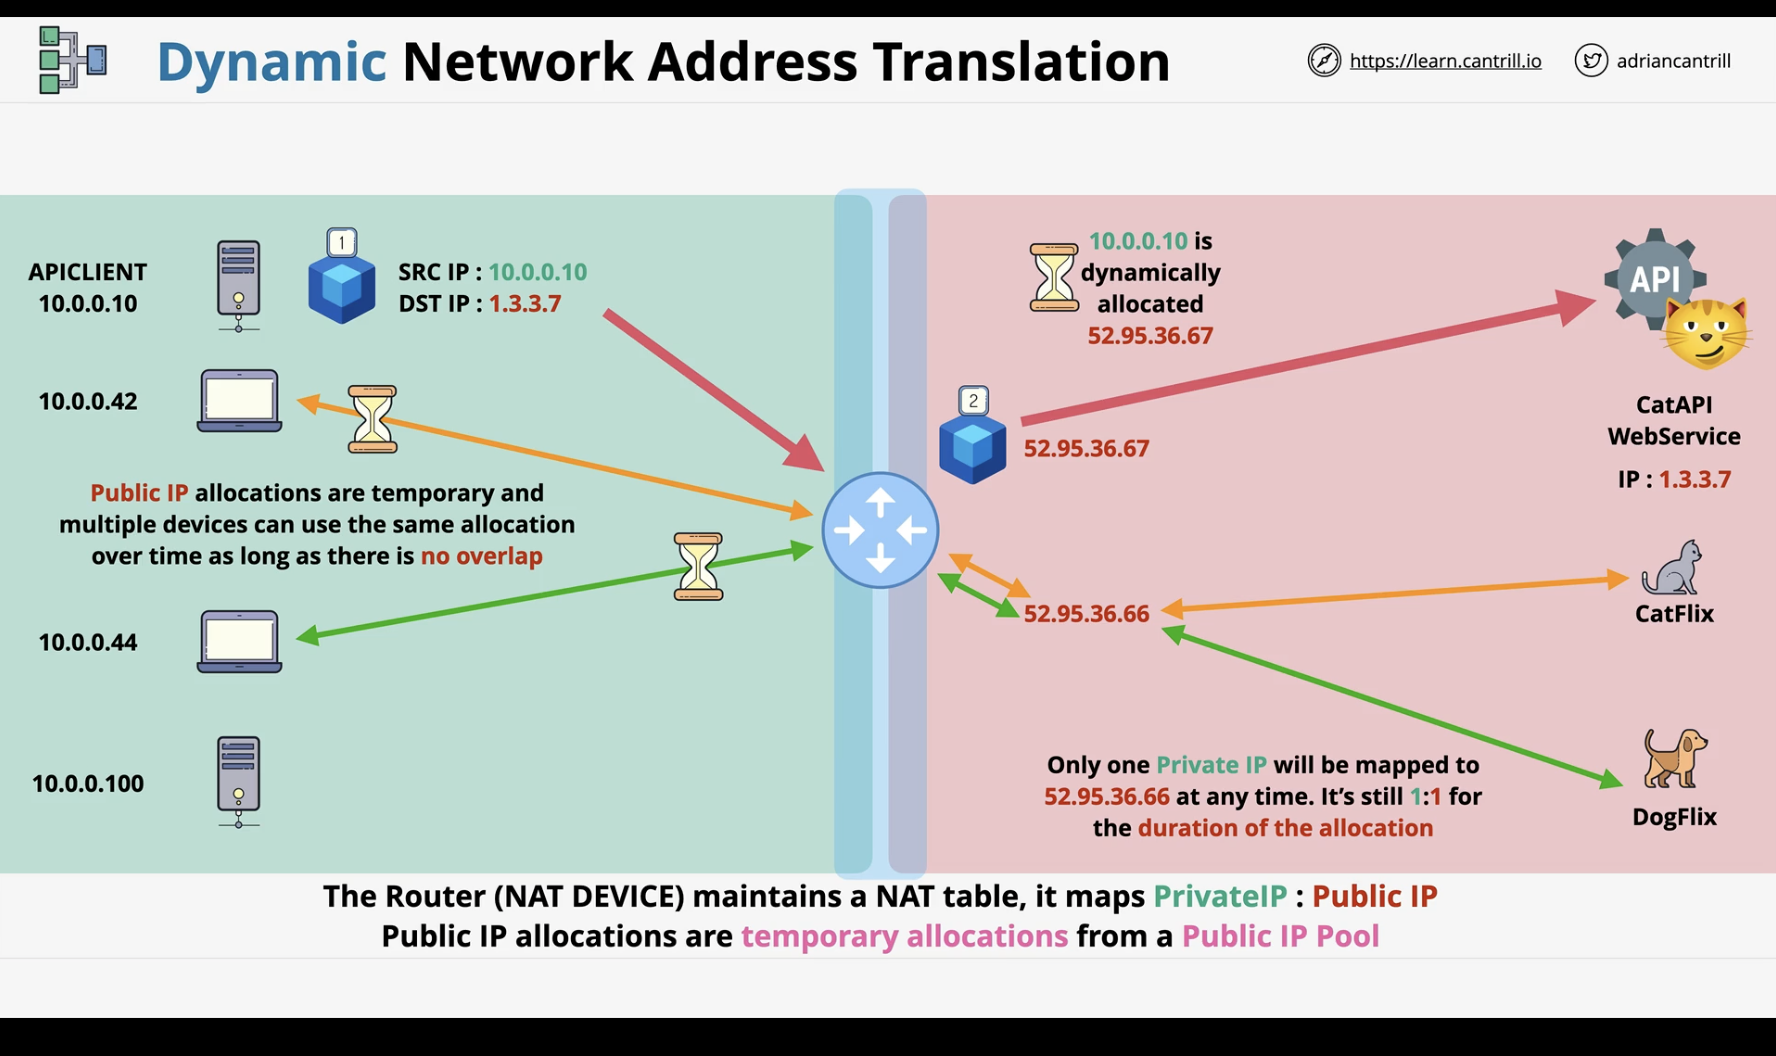 Dynamic Network Address Translation
https://learn.cantrill.io
adriancantrill
APICLIENT
10.0.0.10
1
SRC IP : 10.0.0.10
DST IP : 1.3.3.7
10.0.0.42
Public IP allocations are temporary and
multiple devices can use the same allocation
over time as long as there is no overlap
10.0.0.44
10.0.0.100
10.0.0.10 is
dynamically
allocated
52.95.36.67
2
52.95.36.67
52.95.36.66
API
CatAPI
WebService
IP : 1.3.3.7
CatFlix
DogFlix
Only one Private IP will be mapped to
52.95.36.66 at any time. It's still 1:1 for
the duration of the allocation
The Router (NAT DEVICE) maintains a NAT table, it maps PrivateIP : Public IP
Public IP allocations are temporary allocations from a Public IP Pool